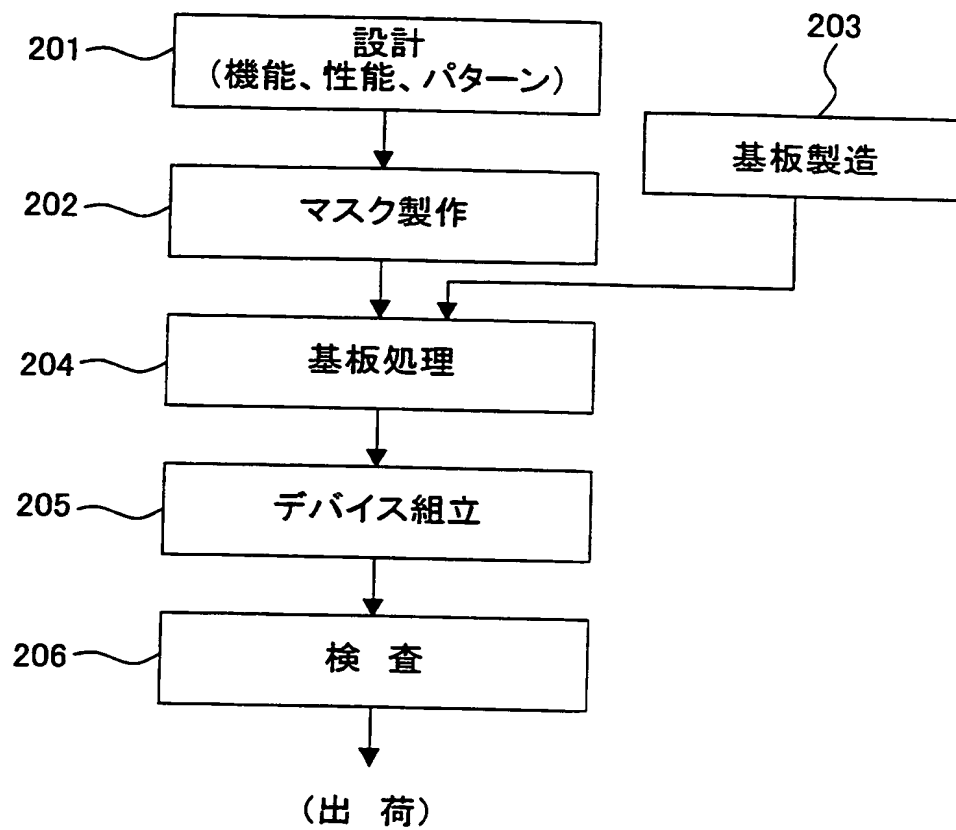 201
設計
(機能、性能、パターン)
203
基板製造
202
マスク製作
204
基板処理
205
デバイス組立
206
検 査
(出 荷)